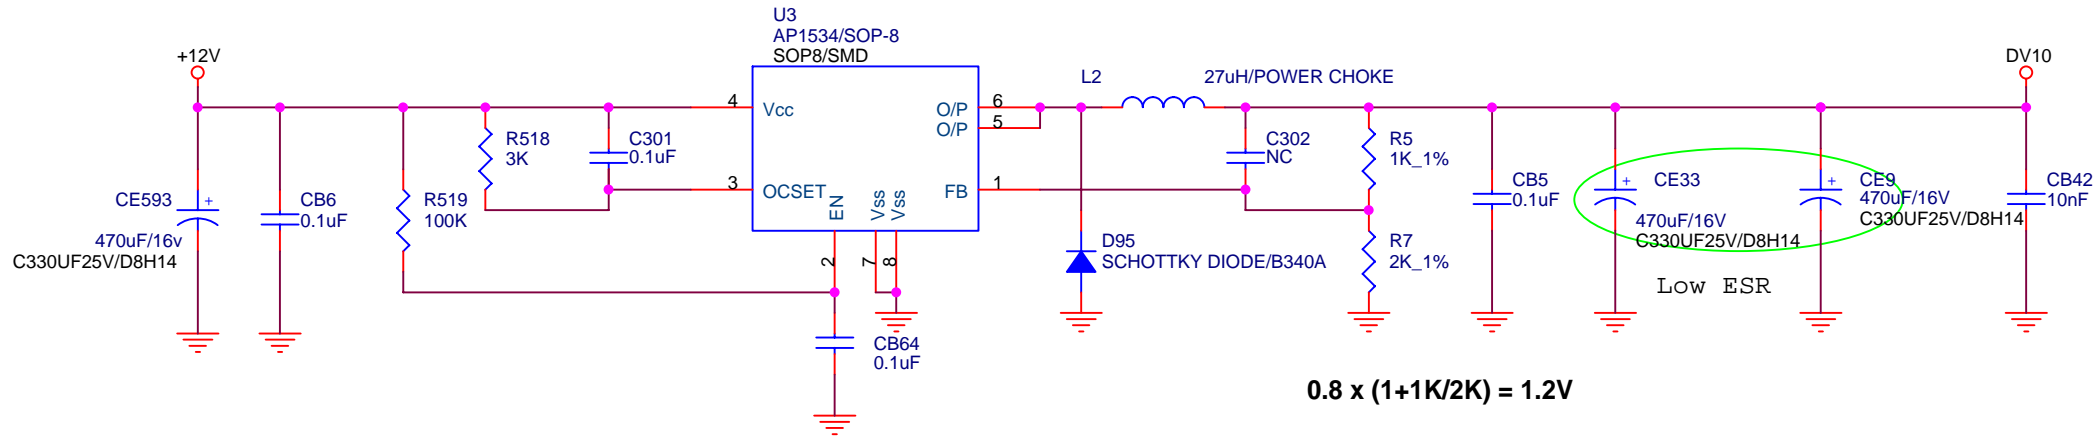 U3
AP1534/SOP-8
SOP8/SMD
+12V
L2
27uH/POWER CHOKE
DV10
4
Vcc
O/P
6
O/P
5
R518
3K
C301
0.1uF
C302
NC
R5
1K_1%
3
OCSET
FB
1
EN
Vss
Vss
CE593
470uF/16v
C330UF25V/D8H14
CB6
0.1uF
R519
100K
CB5
0.1uF
CE33
470uF/16V
C330UF25V/D8H14
CE9
470uF/16V
C330UF25V/D8H14
CB42
10nF
2
7
8
D95
SCHOTTKY DIODE/B340A
R7
2K_1%
Low ESR
CB64
0.1uF
0.8 x (1+1K/2K) = 1.2V